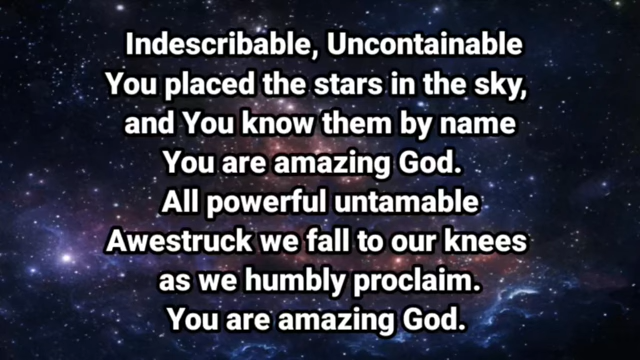 Indescribable, Uncontainable
You placed the stars in the sky,
and You know them by name
You are amazing God.
All powerful untamable
Awestruck we fall to our knees
as we humbly proclaim.
You are amazing God.